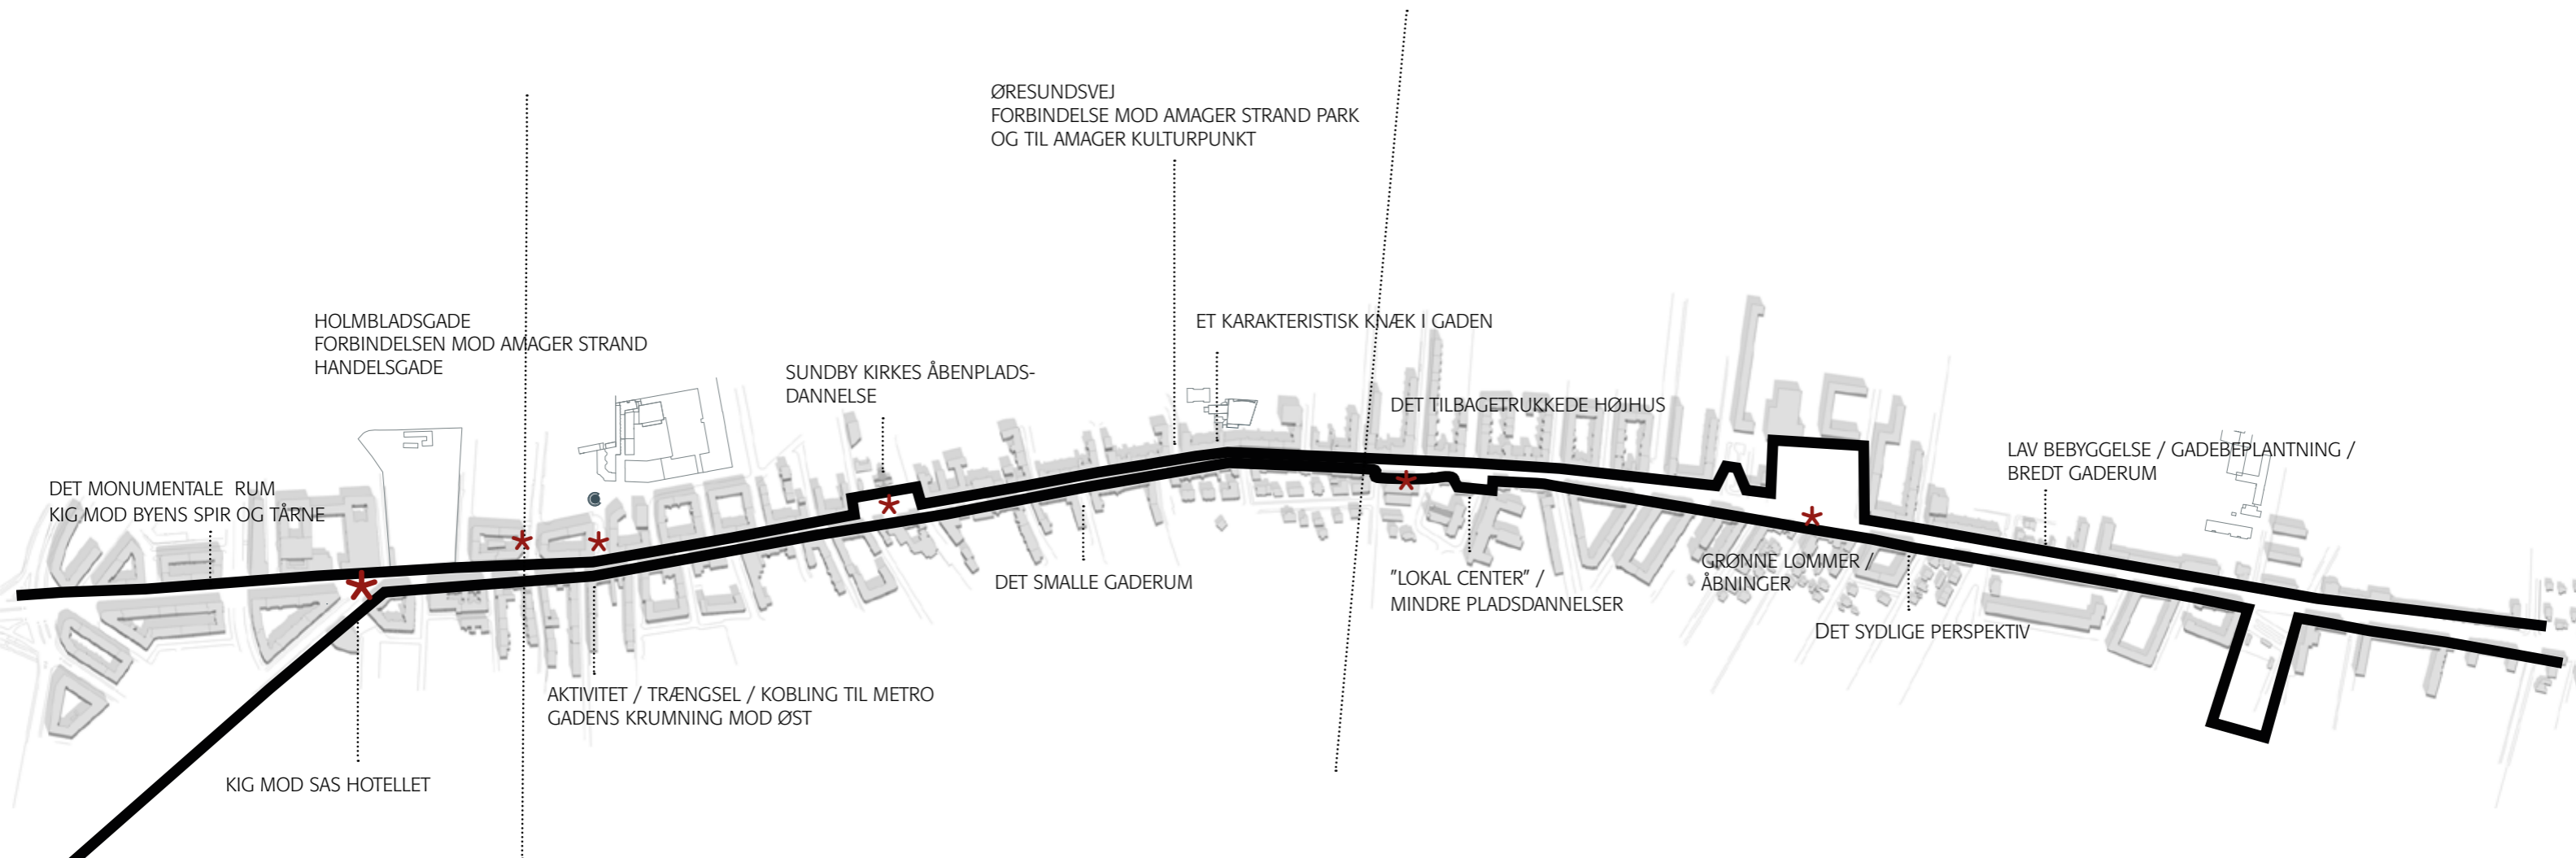 ØRESUNDSVEJ
FORBINDELSE MOD AMAGER STRAND PARK
OG TIL AMAGER KULTURPUNKT
HOLMBLADSGADE
FORBINDELSEN MOD AMAGER STRAND
HANDELSGADE
ET KARAKTERISTISK KNÆK I GADEN
SUNDBY KIRKES ÅBENPLADS-
DANNELSE
DET TILBAGETRUKKEDE HØJHUS
LAV BEBYGGELSE / GADEBEPLANTNING /
BREDT GADERUM
DET MONUMENTALE RUM
KIG MOD BYENS SPIR OG TÅRNE
DET SMALLE GADERUM
"LOKAL CENTER" /
MINDRE PLADSDANNELSER
GRØNNE LOMMER /
ÅBNINGER
DET SYDLIGE PERSPEKTIV
AKTIVITET / TRÆNGSEL / KOBLING TIL METRO
GADENS KRUMNING MOD ØST
KIG MOD SAS HOTELLET